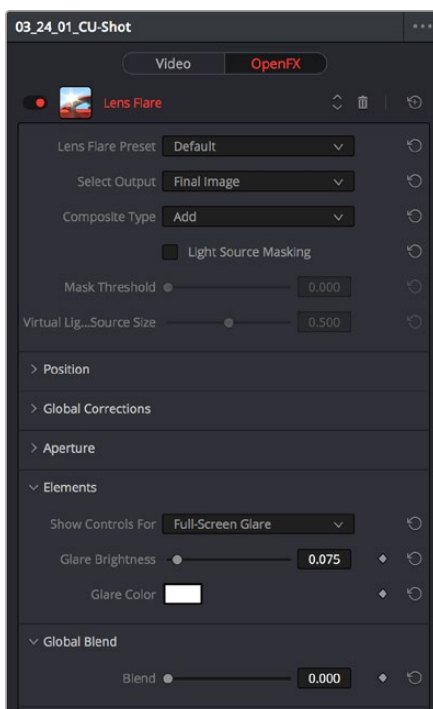 03_24_01_CU-Shot
Video OpenFX
Lens Flare
Lens Flare Preset Default
Select Output Final Image
Composite Type Add
Light Source Masking
Mask Threshold 0.000
Virtual Lig...Source Size 0.500
Position
Global Corrections
Aperture
Elements
Show Controls For Full-Screen Glare
Glare Brightness 0.075
Glare Color
Global Blend
Blend 0.000